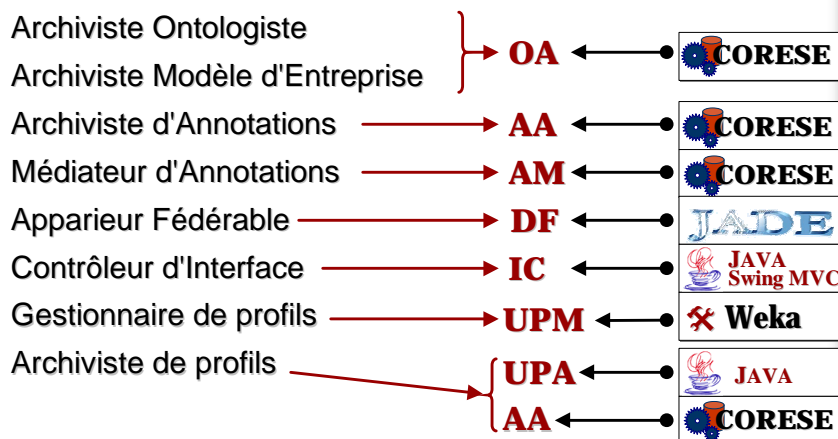 Archiviste Ontologiste
Archiviste Modèle d'Entreprise
OA
CORESE
Archiviste d'Annotations
AA
CORESE
Médiateur d'Annotations
AM
CORESE
Apparieur Fédérable
DF
JADE
Contrôleur d'Interface
IC
JAVA
Swing MVC
Gestionnaire de profils
UPM
Weka
Archiviste de profils
UPA
JAVA
AA
CORESE